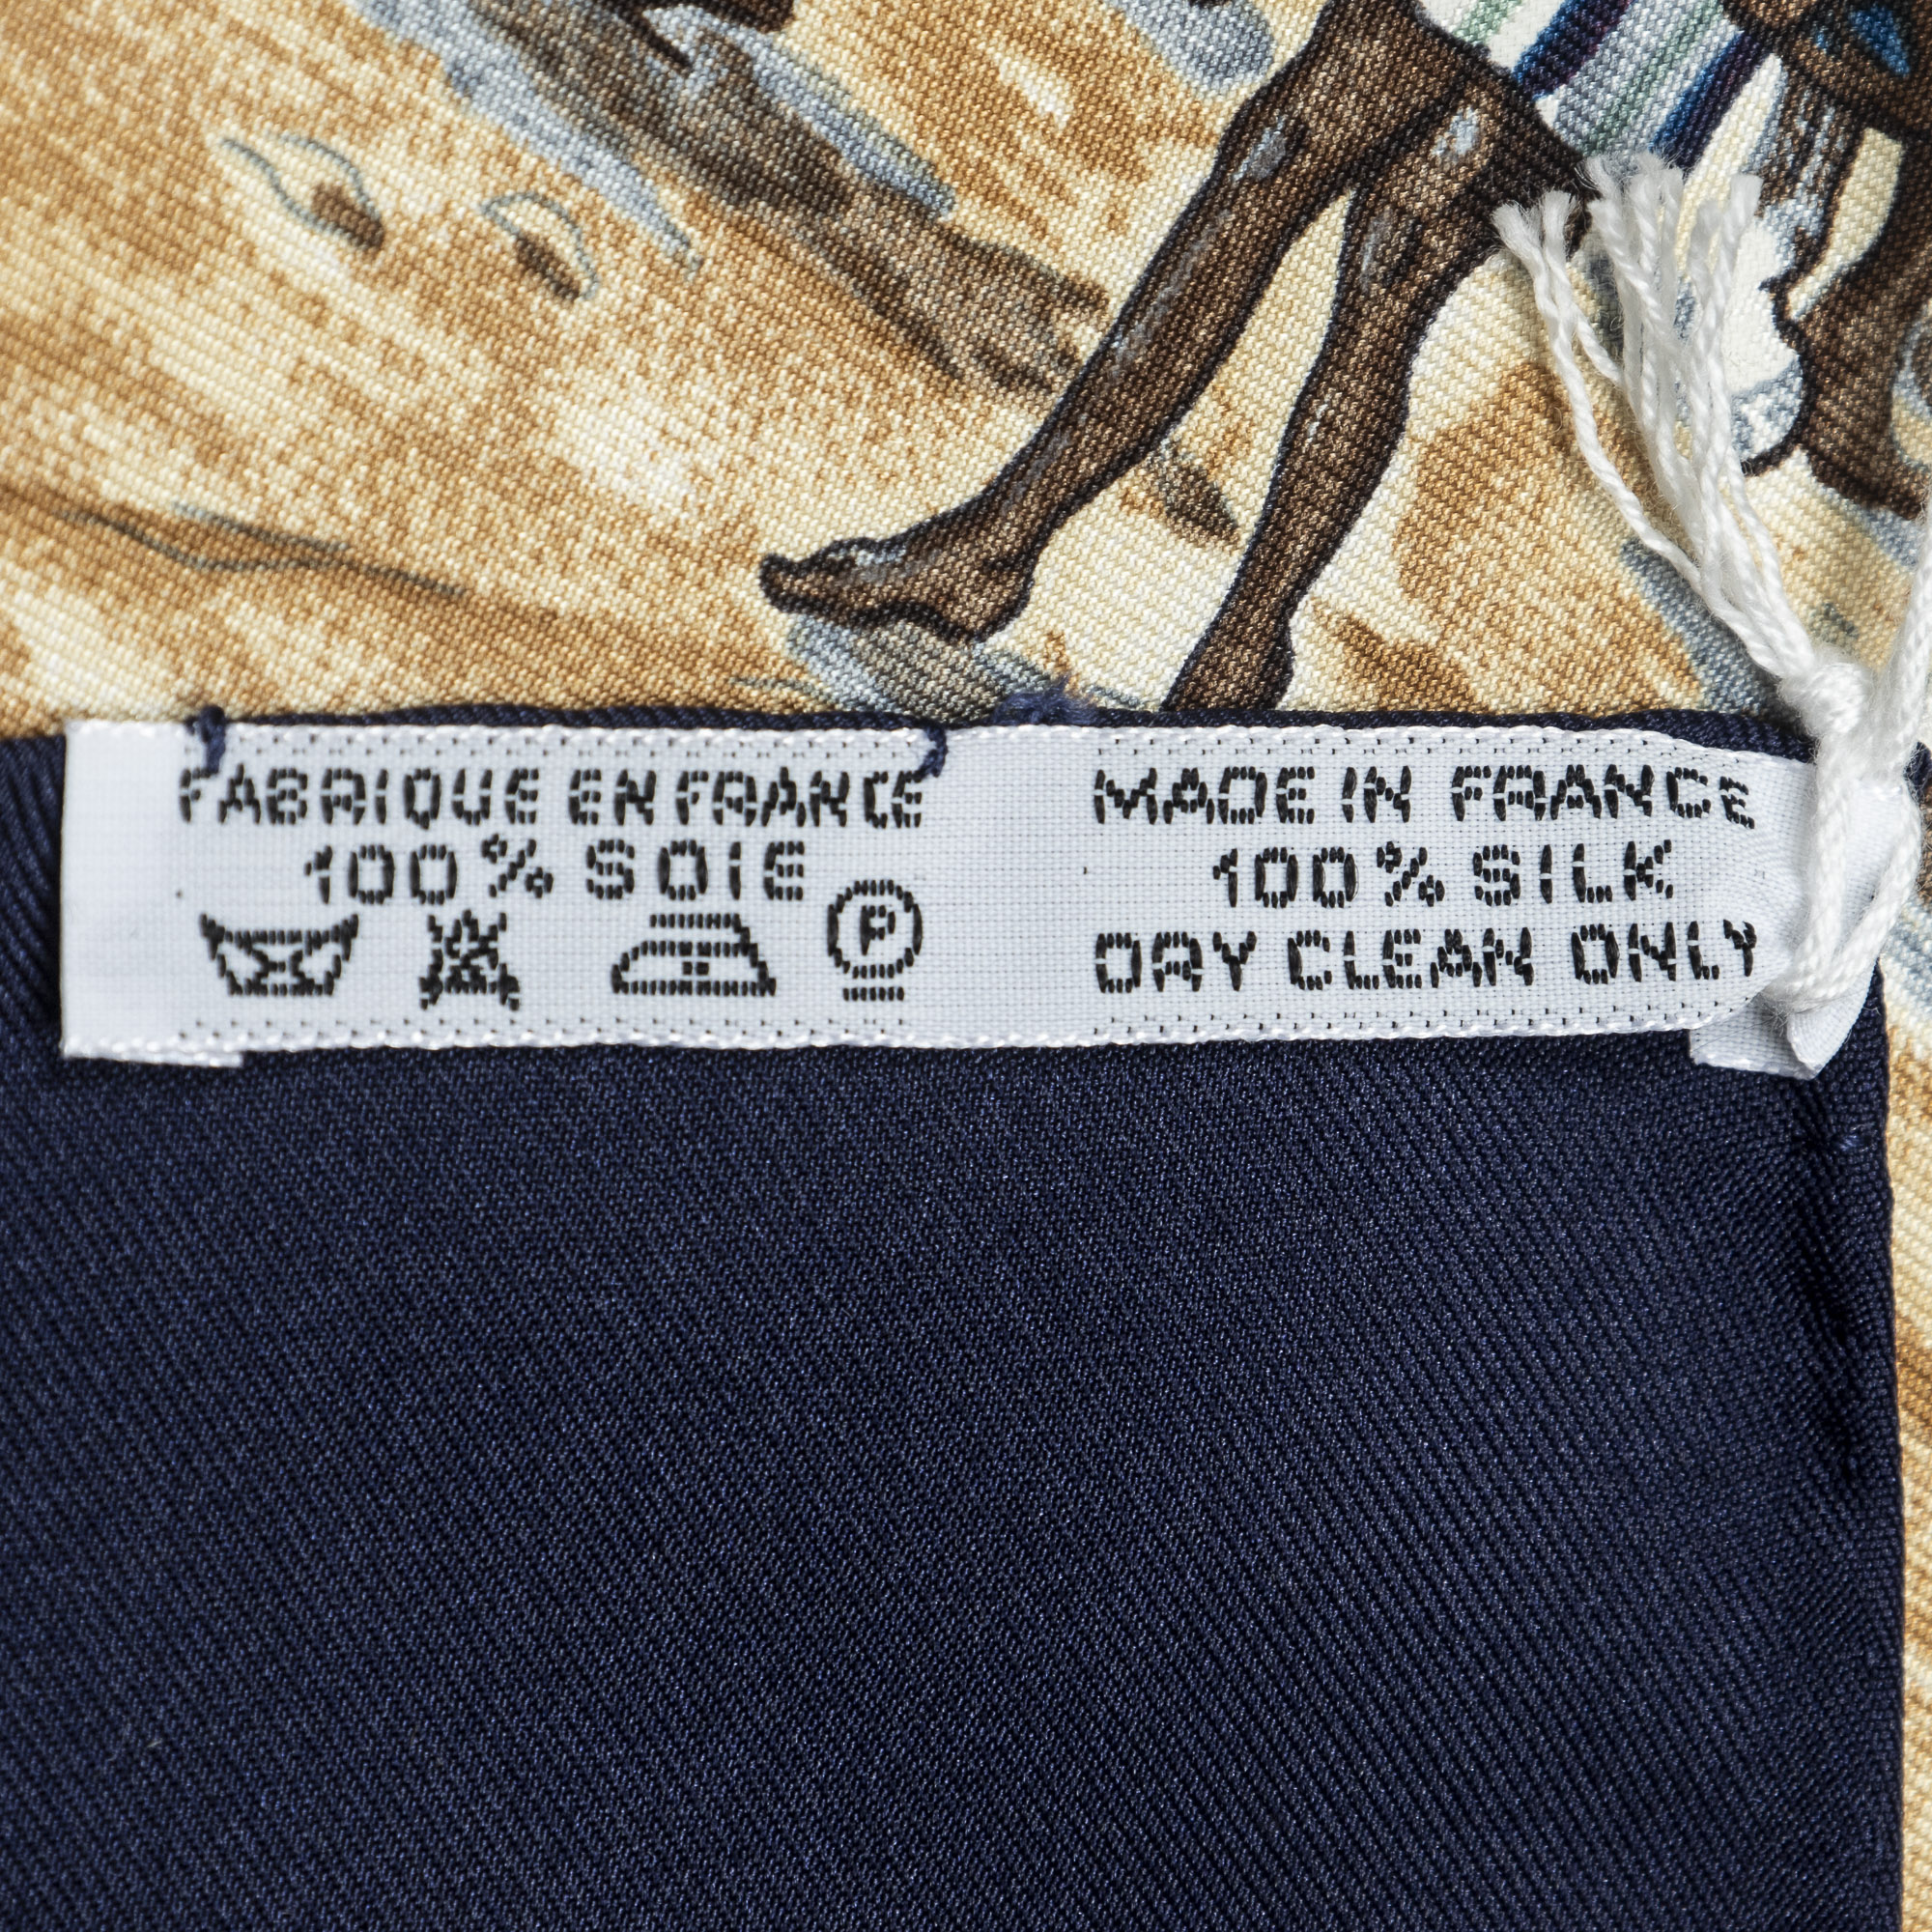 FABRIQUE EN FRANCE
100% SOIE
P
MADE IN FRANCE
100% SILK
DRY CLEAN ONLY